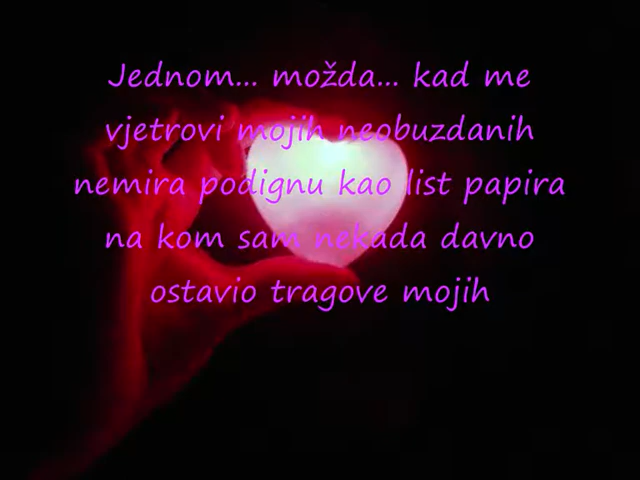 Jednom... možda... kad me
vjetrovi mojih neobuzdanih
nemira podignu kao list papira
na kom sam nekada davno
ostavio tragove mojih